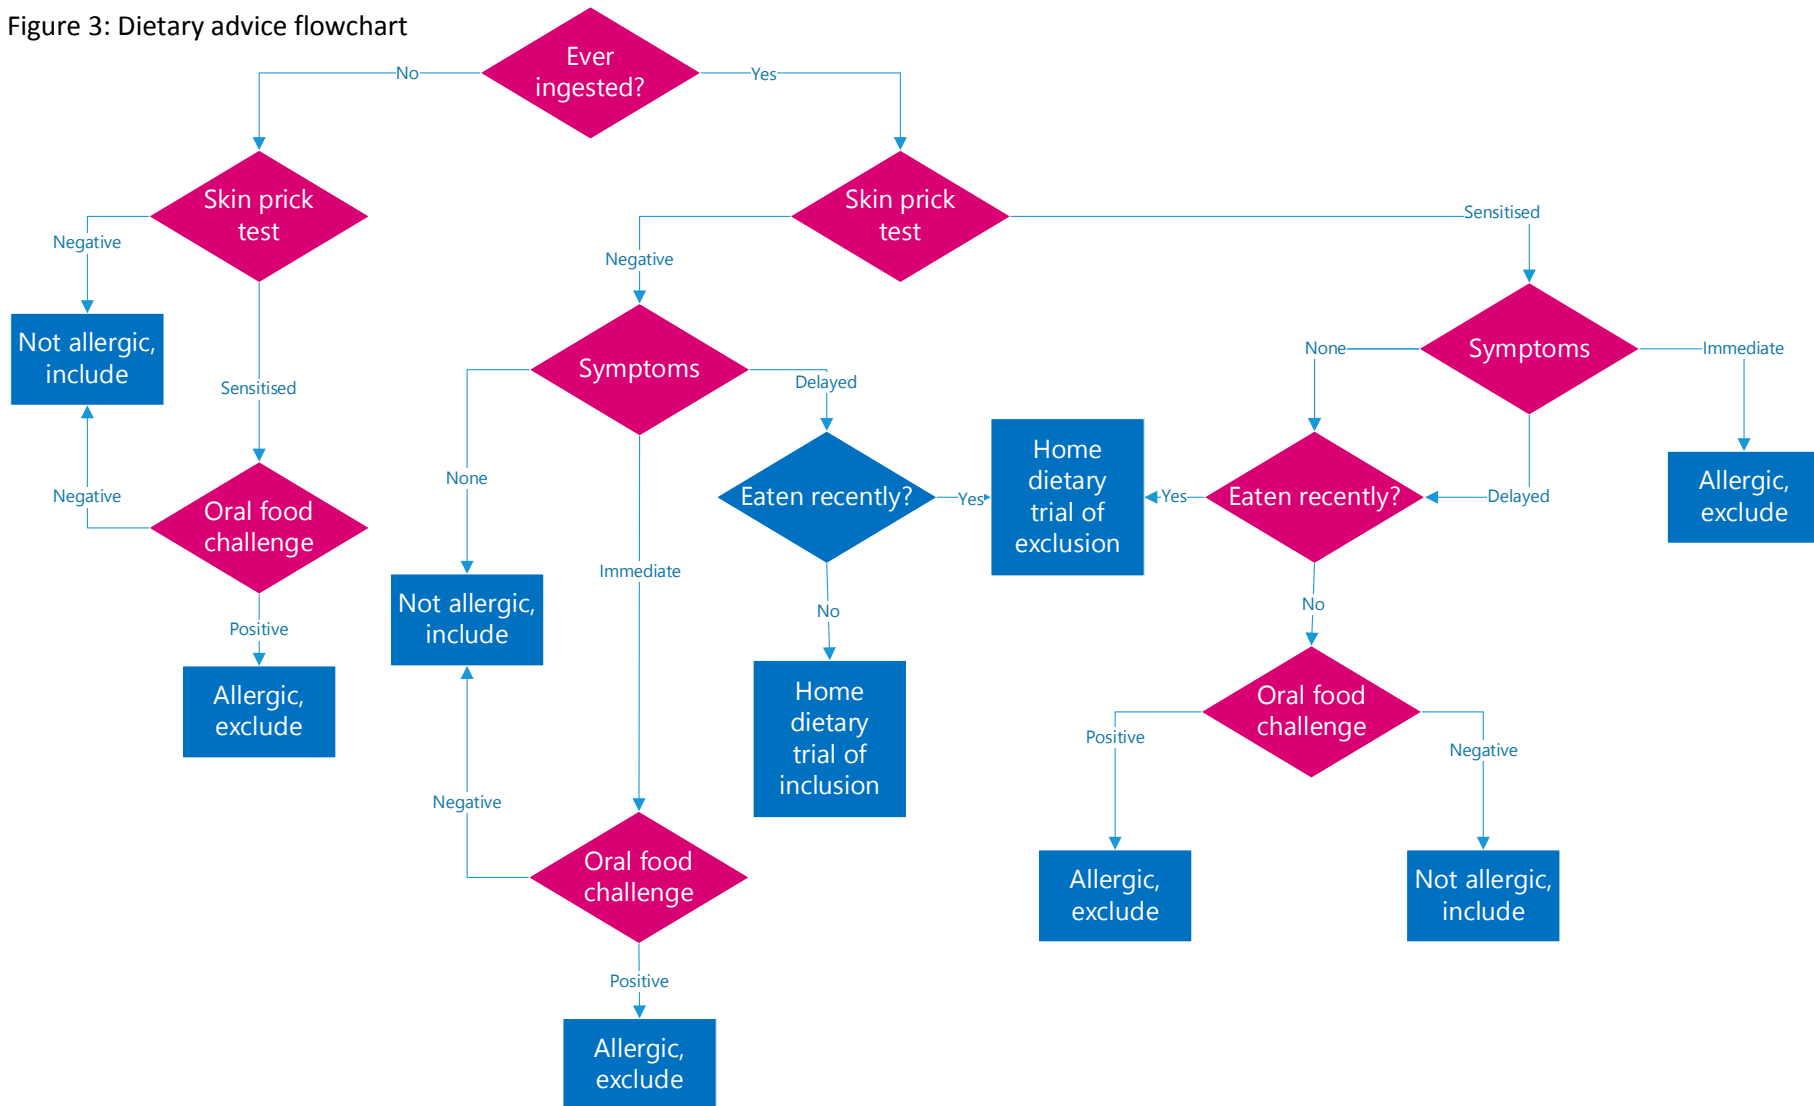 Figure 3: Dietary advice flowchart
Ever
ingested?
No
Yes
Skin prick
test
Skin prick
test
Negative
Sensitised
Negative
Sensitised
Not allergic,
include
Symptoms
Symptoms
None
Immediate
Delayed
None
Delayed
Immediate
Negative
Oral food
challenge
Eaten recently?
Yes
Home
dietary
trial of
exclusion
Yes
Eaten recently?
Allergic,
exclude
Immediate
Not allergic,
include
No
No
Positive
Allergic,
exclude
Home
dietary
trial of
inclusion
Oral food
challenge
Positive
Negative
Negative
Oral food
challenge
Allergic,
exclude
Not allergic,
include
Positive
Allergic,
exclude